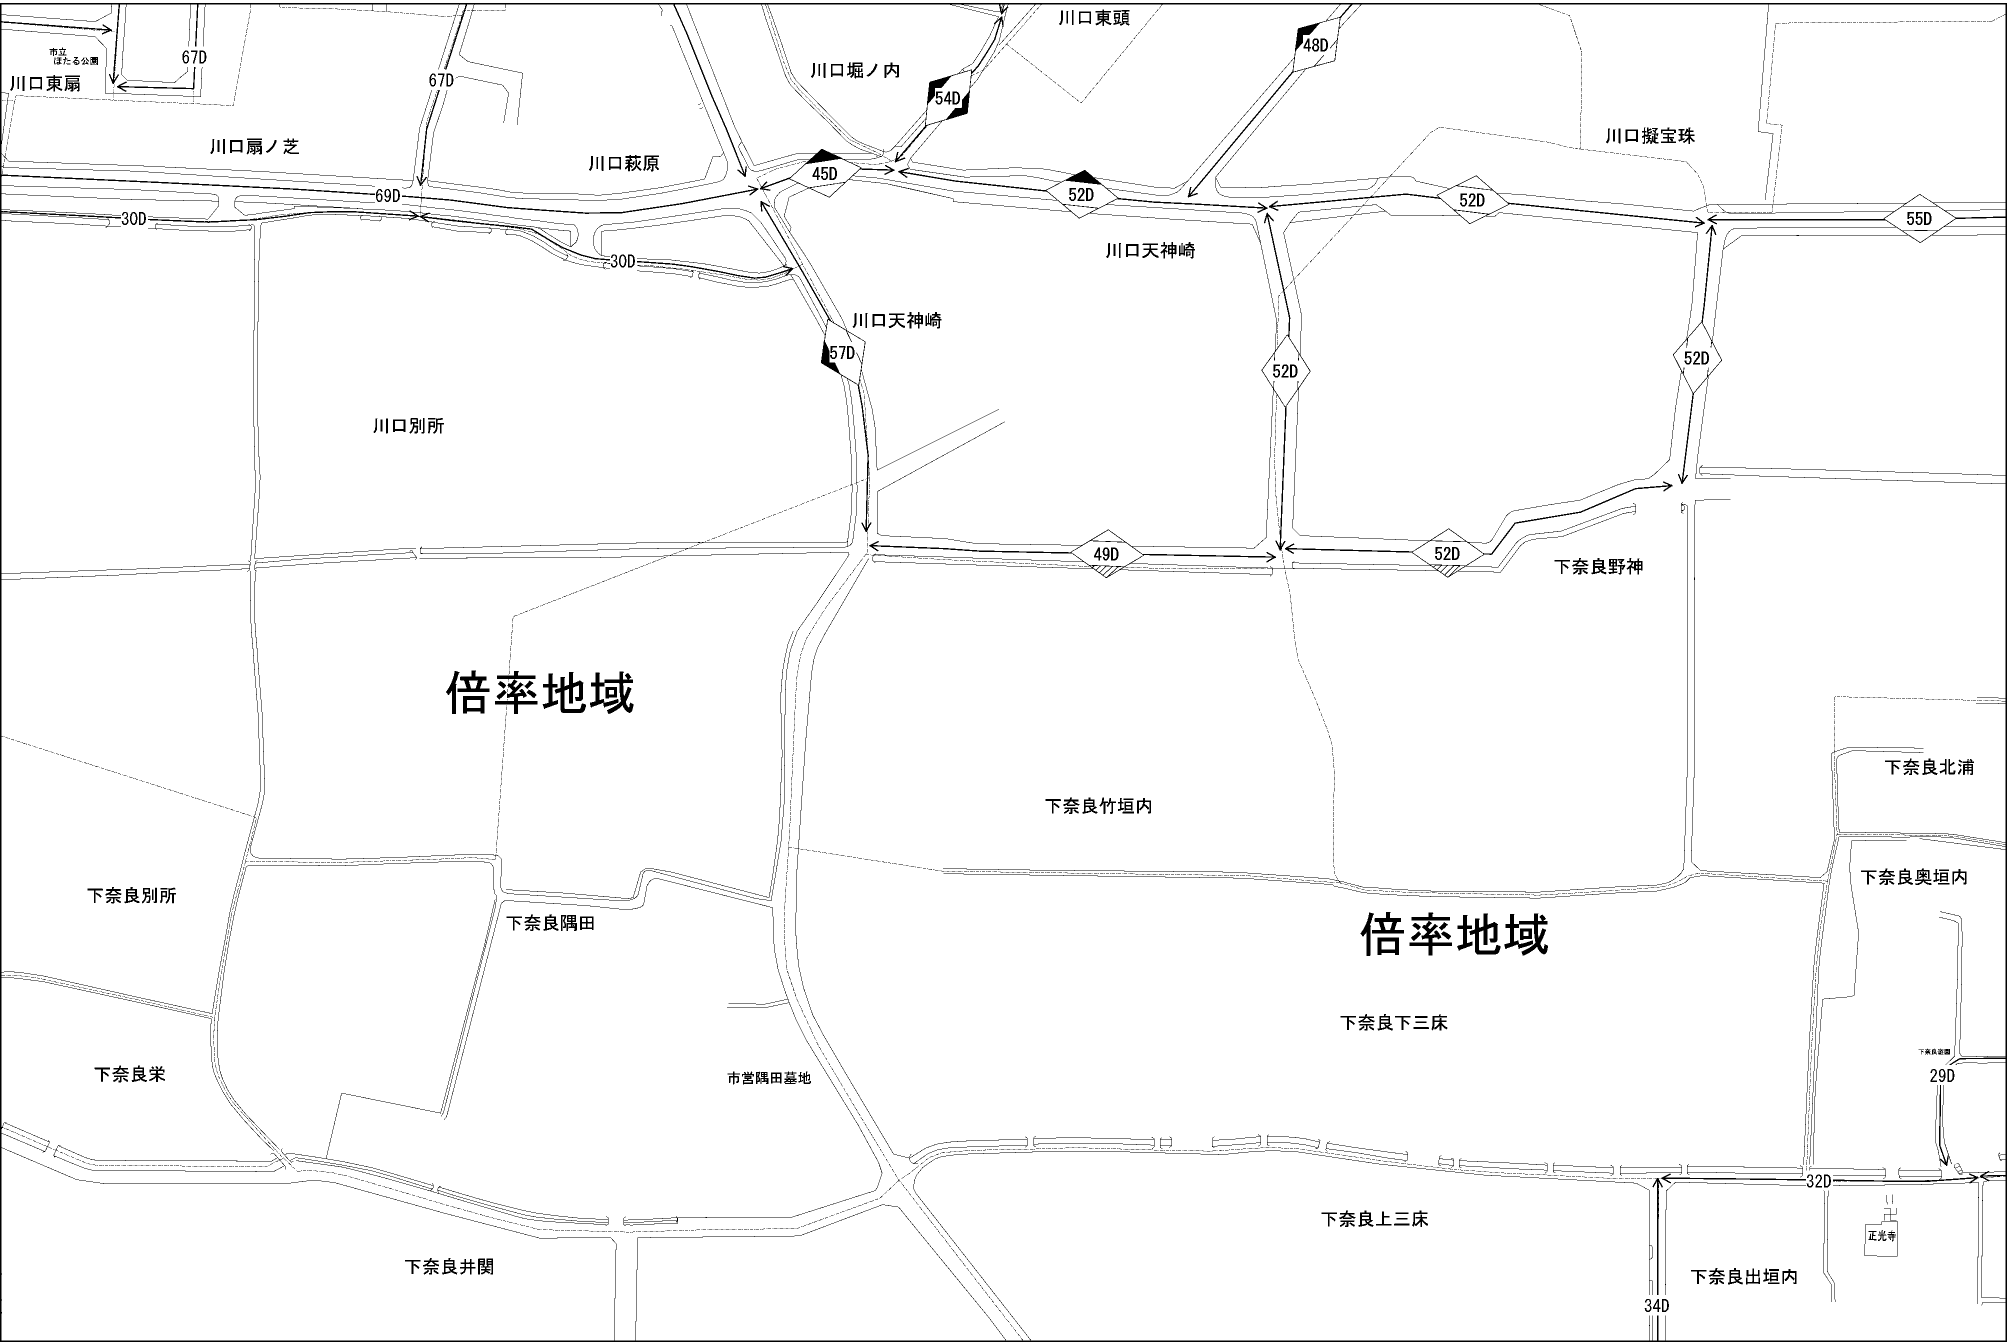 川口東頭
48D
市立
ほたる公園
67D
川口東扇
67D
川口堀ノ内
54D
川口扇ノ芝
川口萩原
川口擬宝珠
45D
69D
52D
52D
30D
55D
30D
川口天神崎
川口天神崎
57D
52D
52D
川口別所
49D
52D
下奈良野神
倍率地域
下奈良北浦
下奈良竹垣内
下奈良別所
下奈良隅田
下奈良奥垣内
倍率地域
下奈良下三床
下奈良栄
市営隅田墓地
29D
32D
下奈良上三床
正光寺
下奈良井関
下奈良出垣内
34D